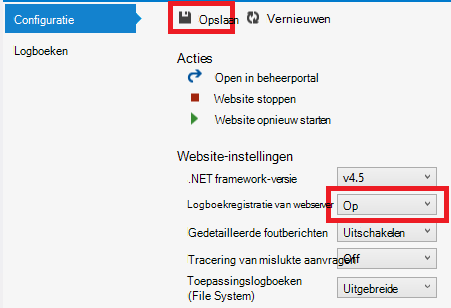 Configuratie
Opslaan Vernieuwen
Logboeken
Acties
Open in beheerportal
Website stoppen
Website opnieuw starten
Website-instellingen
.NET framework-versie v4.5
Logboekregistratie van webserver Op
Gedetailleerde foutberichten Uitschakelen
Tracering van mislukte aanvragen Off
Toepassingslogboeken
(File System) Uitgebreide